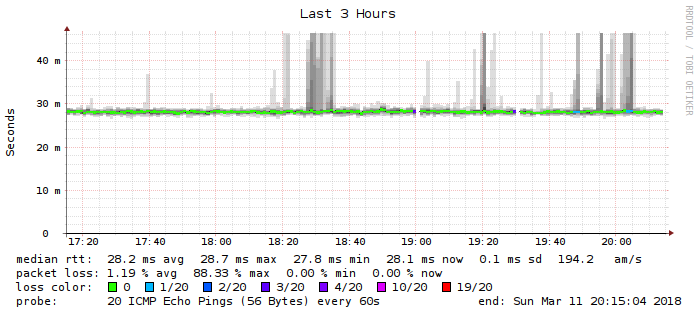 Last 3 Hours
RRDTOOL / TOBI OETIKER
Seconds
40 m
30 m
20 m
10 m
0
17:20 17:40 18:00 18:20 18:40 19:00 19:20 19:40 20:00
median rtt: 28.2 ms avg 28.7 ms max 27.8 ms min 28.1 ms now 0.1 ms sd 194.2 am/s
packet loss: 1.19 % avg 88.33 % max 0.00 % min 0.00 % now
loss color: 0 1/20 2/20 3/20 4/20 10/20 19/20
probe: 20 ICMP Echo Pings (56 Bytes) every 60s end: Sun Mar 11 20:15:04 2018